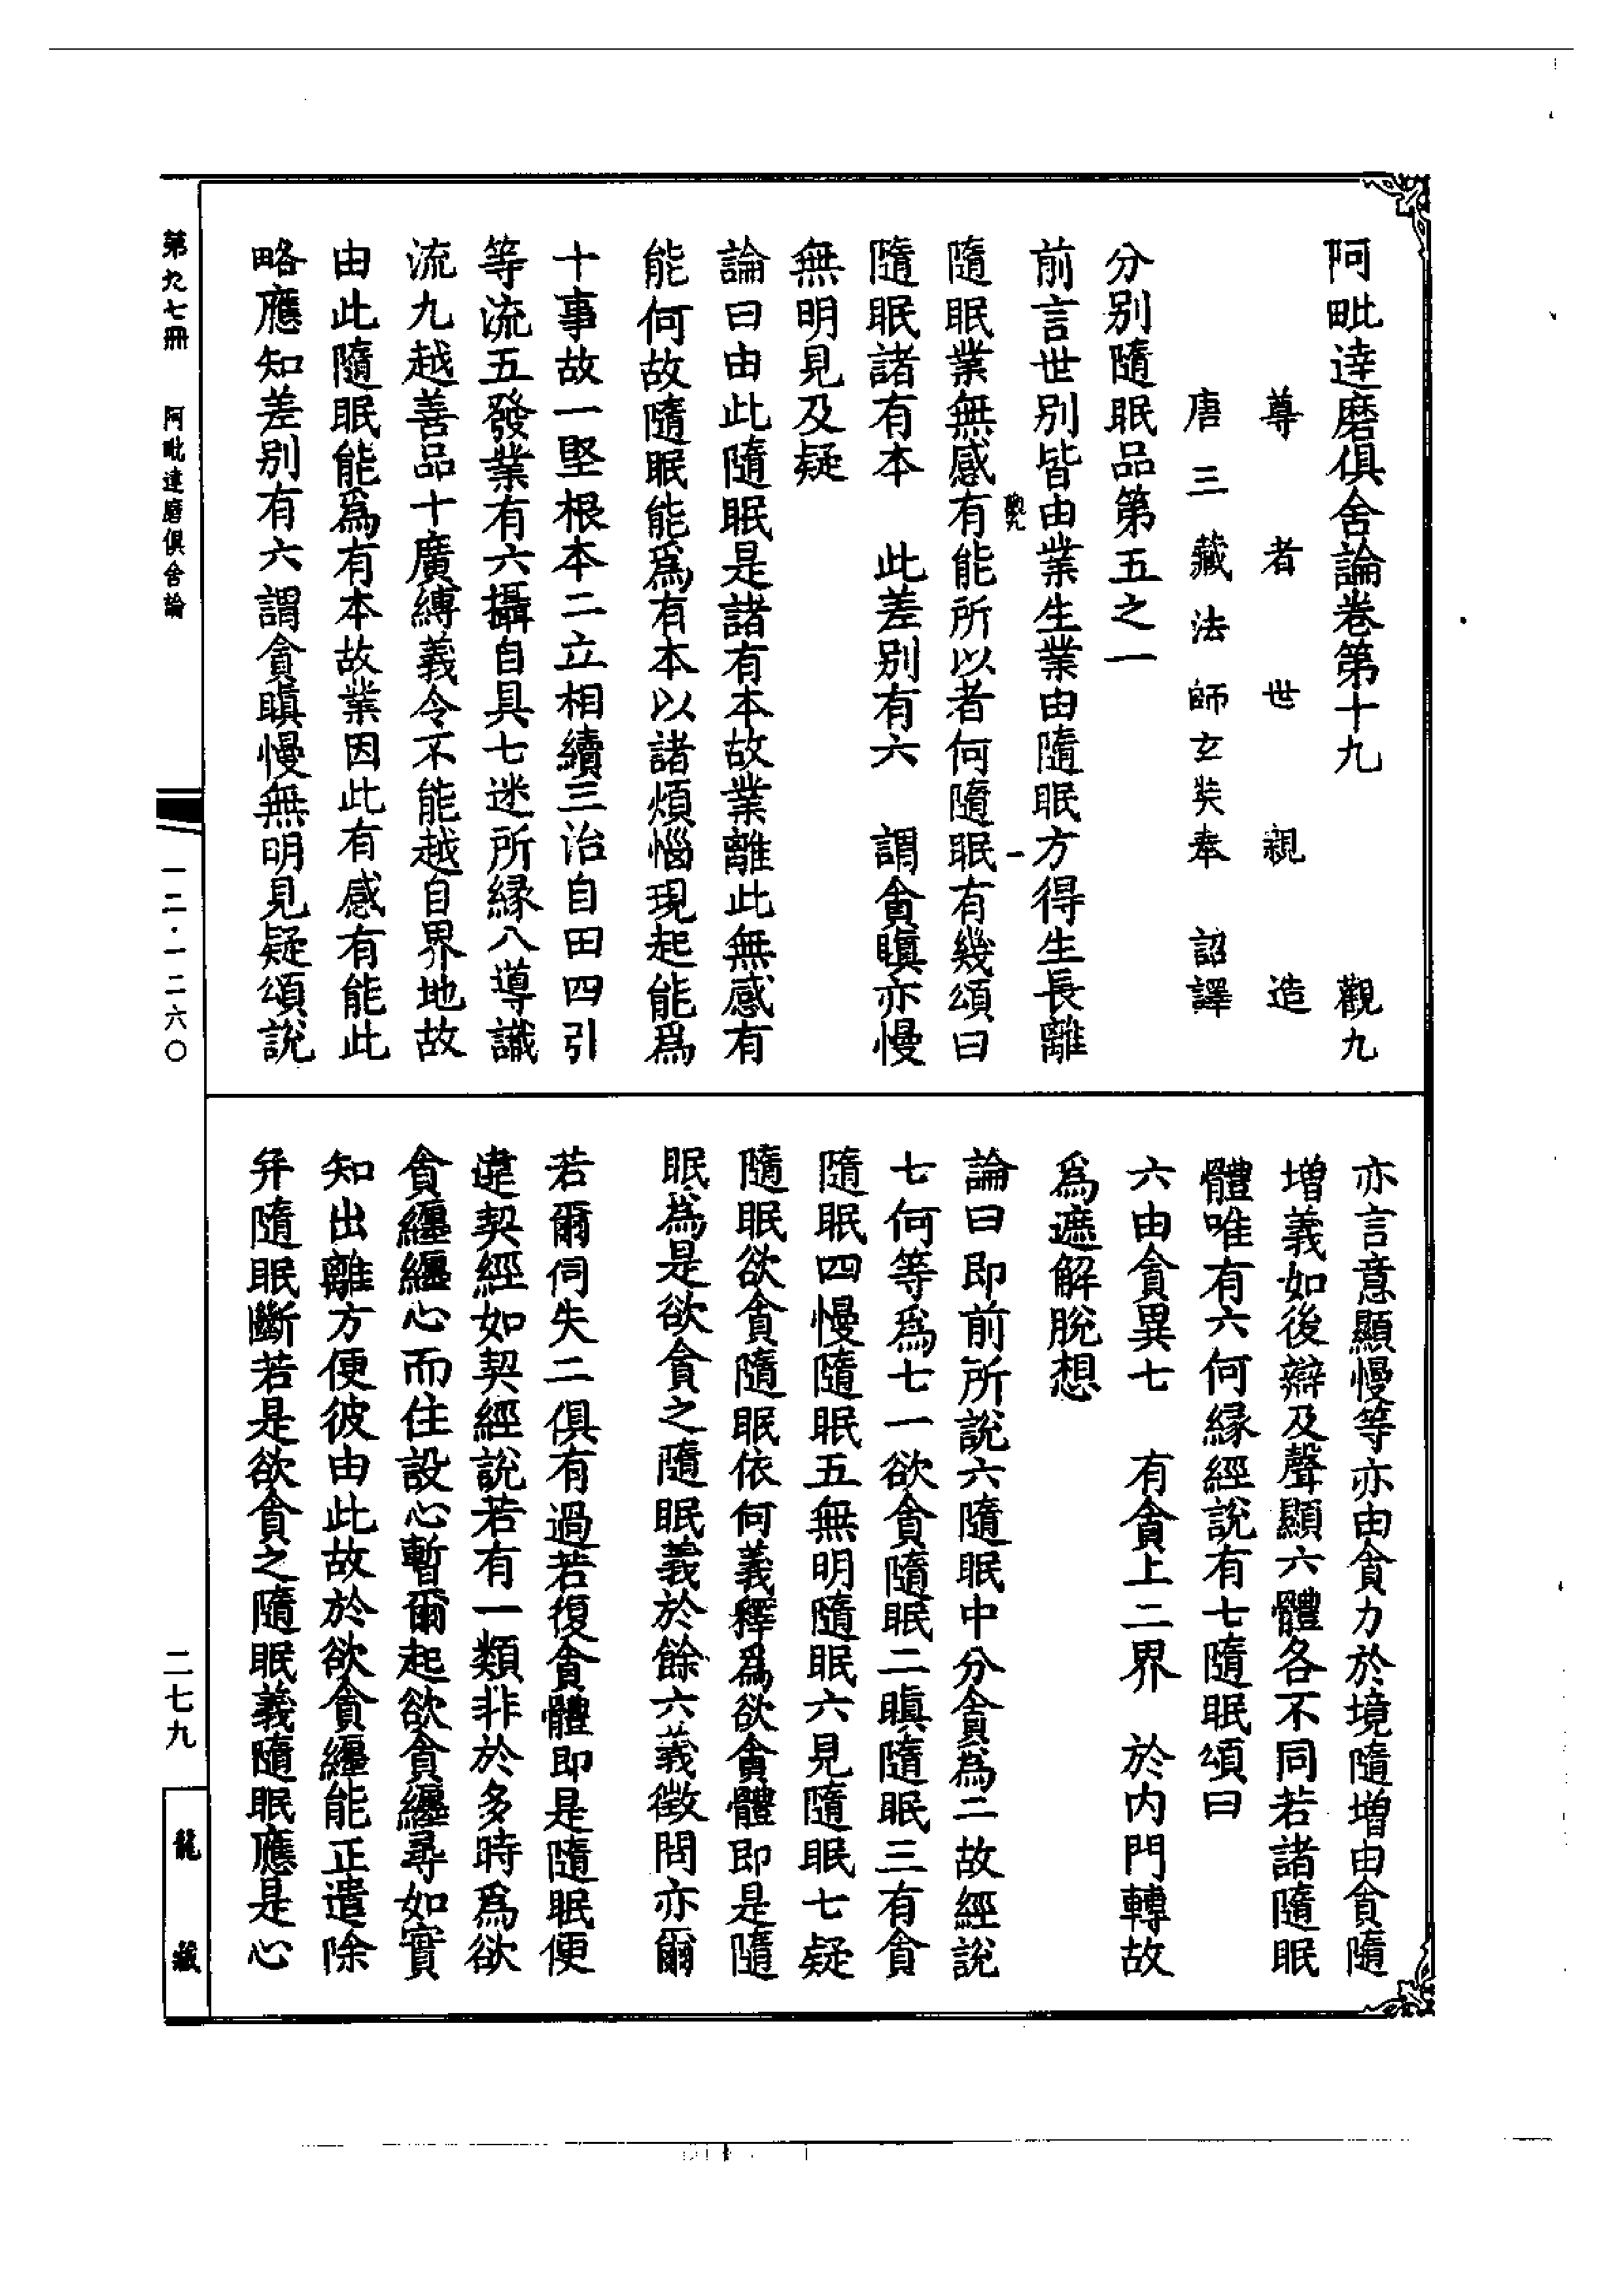 阿毗達磨俱舍論卷第十九 觀九
尊者世親造
唐三藏法師玄奘奉 詔譯
分别隨眠品第五之一
前言世别皆由業生業由隨眠方得生長離
觀九 一
隨眠業無感有能所以者何隨眠有幾頌曰
隨眠諸有本 此差别有六 謂貪瞋亦慢
無明見及疑
論曰由此隨眠是諸有本故業離此無感有
能何故隨眠能爲有本以諸煩惱現起能爲
十事故一堅根本二立相續三治自田四引
等流五發業有六攝自具七迷所緣八導識
流九越善品十廣縛義令不能越自界地故
由此隨眠能爲有本故業因此有感有能此
略應知差别有六謂貪瞋慢無明見疑頌說
亦言意顯慢等亦由貪力於境隨增由貪隨
增義如後辯及聲顯六體各不同若諸隨眠
體唯有六何緣經說有七隨眠頌曰
六由貪異七 有貪上二界 於内門轉故
爲遮解脫想
論曰即前所說六隨眠中分貪為二故經說
七何等爲七一欲貪隨眠二瞋隨眠三有貪
隨眠四慢隨眠五無明隨眠六見隨眠七疑
隨眠欲貪隨眠依何義釋爲欲貪體即是隨
眠為是欲貪之隨眠義於餘六義徵問亦爾
若爾何失二俱有過若復貪體即是隨眠便
違契經如契經說若有一類非於多時爲欲
貪纏纏心而住設心暫爾起欲貪纏尋如實
知出離方便彼由此故於欲貪纏能正遣除
幷隨眠斷若是欲貪之隨眠義隨眠應是心
第九七冊 阿毗達磨俱舍論
一二·一二六〇
二七九
龍藏